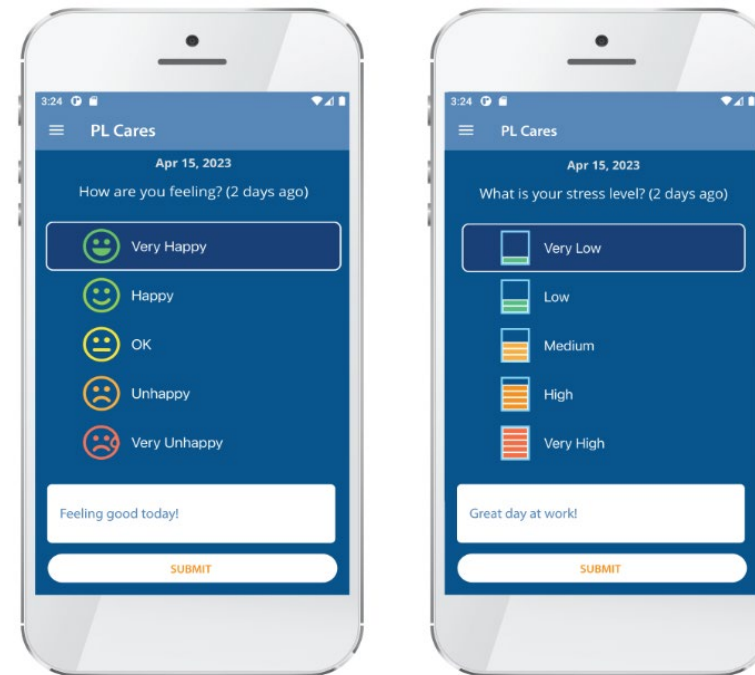 3:24
PL Cares
Apr 15, 2023
How are you feeling? (2 days ago)
Very Happy
Happy
OK
Unhappy
Very Unhappy
Feeling good today!
SUBMIT
3:24
PL Cares
Apr 15, 2023
What is your stress level? (2 days ago)
Very Low
Low
Medium
High
Very High
Great day at work!
SUBMIT